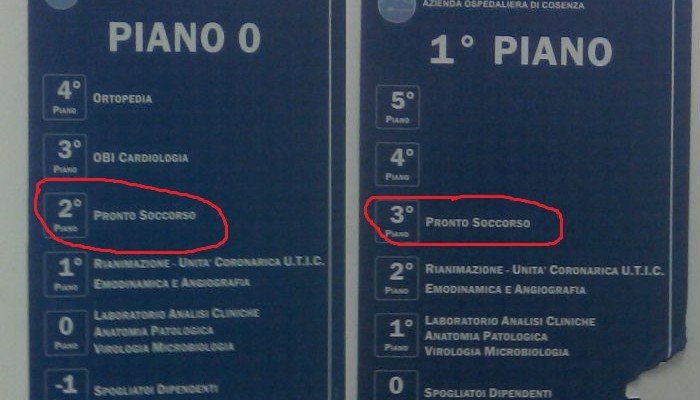 PIANO 0
4° PIANO ORTOPEDIA
3° PIANO OBI CARDIOLOGIA
2° PIANO PRONTO SOCCORSO
1° PIANO RIANIMAZIONE - UNITA' CORONARICA U.T.I.C.
EMODINAMICA E ANGIOGRAFIA
0 PIANO LABORATORIO ANALISI CLINICHE
ANATOMIA PATOLOGICA
VIROLOGIA MICROBIOLOGIA
-1 SPOGLIATOI DIPENDENTI
AZIENDA OSPEDALIERA DI COSENZA
1° PIANO
5° PIANO
4° PIANO
3° PIANO PRONTO SOCCORSO
2° PIANO RIANIMAZIONE - UNITA' CORONARICA U.T.I.C.
EMODINAMICA E ANGIOGRAFIA
1° PIANO LABORATORIO ANALISI CLINICHE
ANATOMIA PATOLOGICA
VIROLOGIA MICROBIOLOGIA
0 PIANO SPOGLIATOI DIPENDENTI